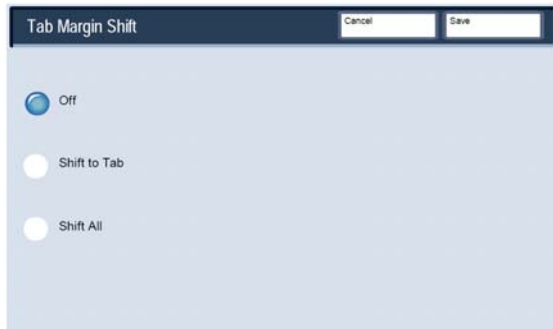 Tab Margin Shift
Cancel
Save
Off
Shift to Tab
Shift All